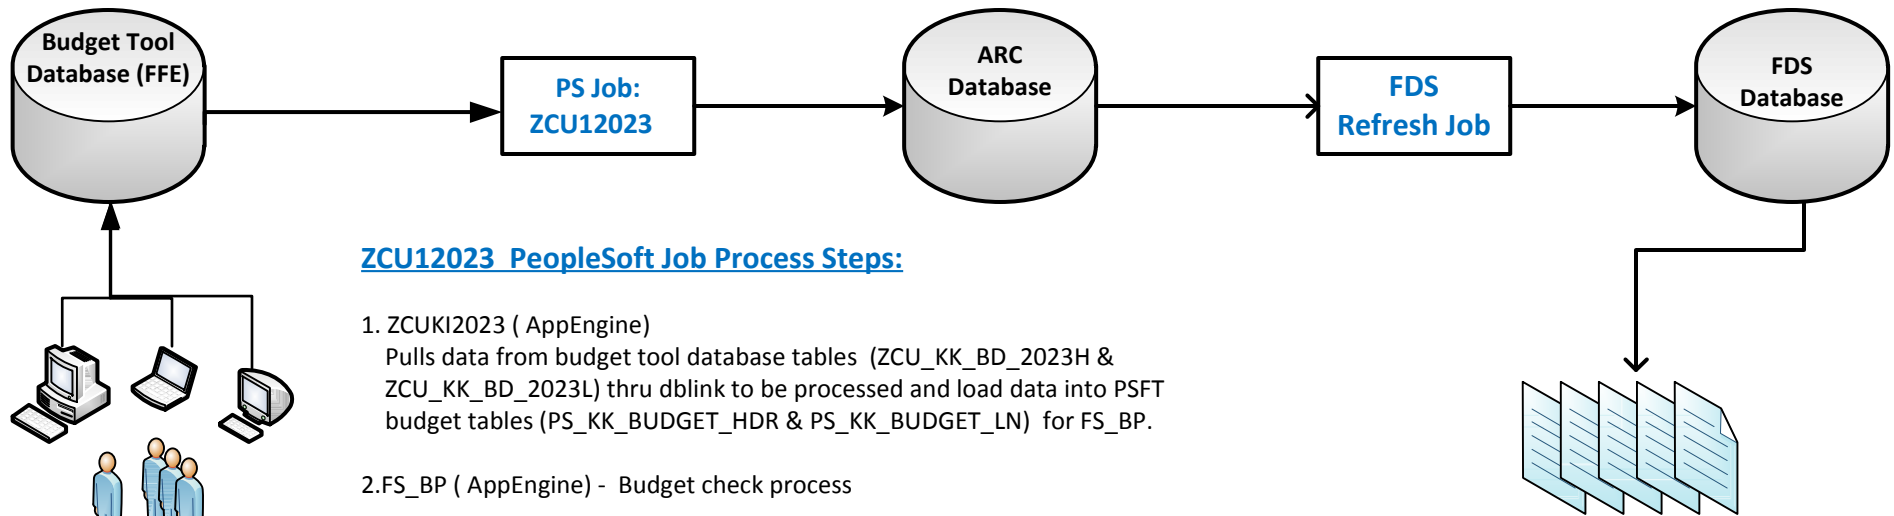 Budget Tool
Database (FFE)
PS Job:
ZCU12023
ARC
Database
FDS
Refresh Job
FDS
Database
ZCU12023  PeopleSoft Job Process Steps:
1. ZCUKI2023 ( AppEngine)
Pulls data from budget tool database tables  (ZCU_KK_BD_2023H &
ZCU_KK_BD_2023L) thru dblink to be processed and load data into PSFT
budget tables (PS_KK_BUDGET_HDR & PS_KK_BUDGET_LN)  for FS_BP.
2.FS_BP ( AppEngine) -  Budget check process